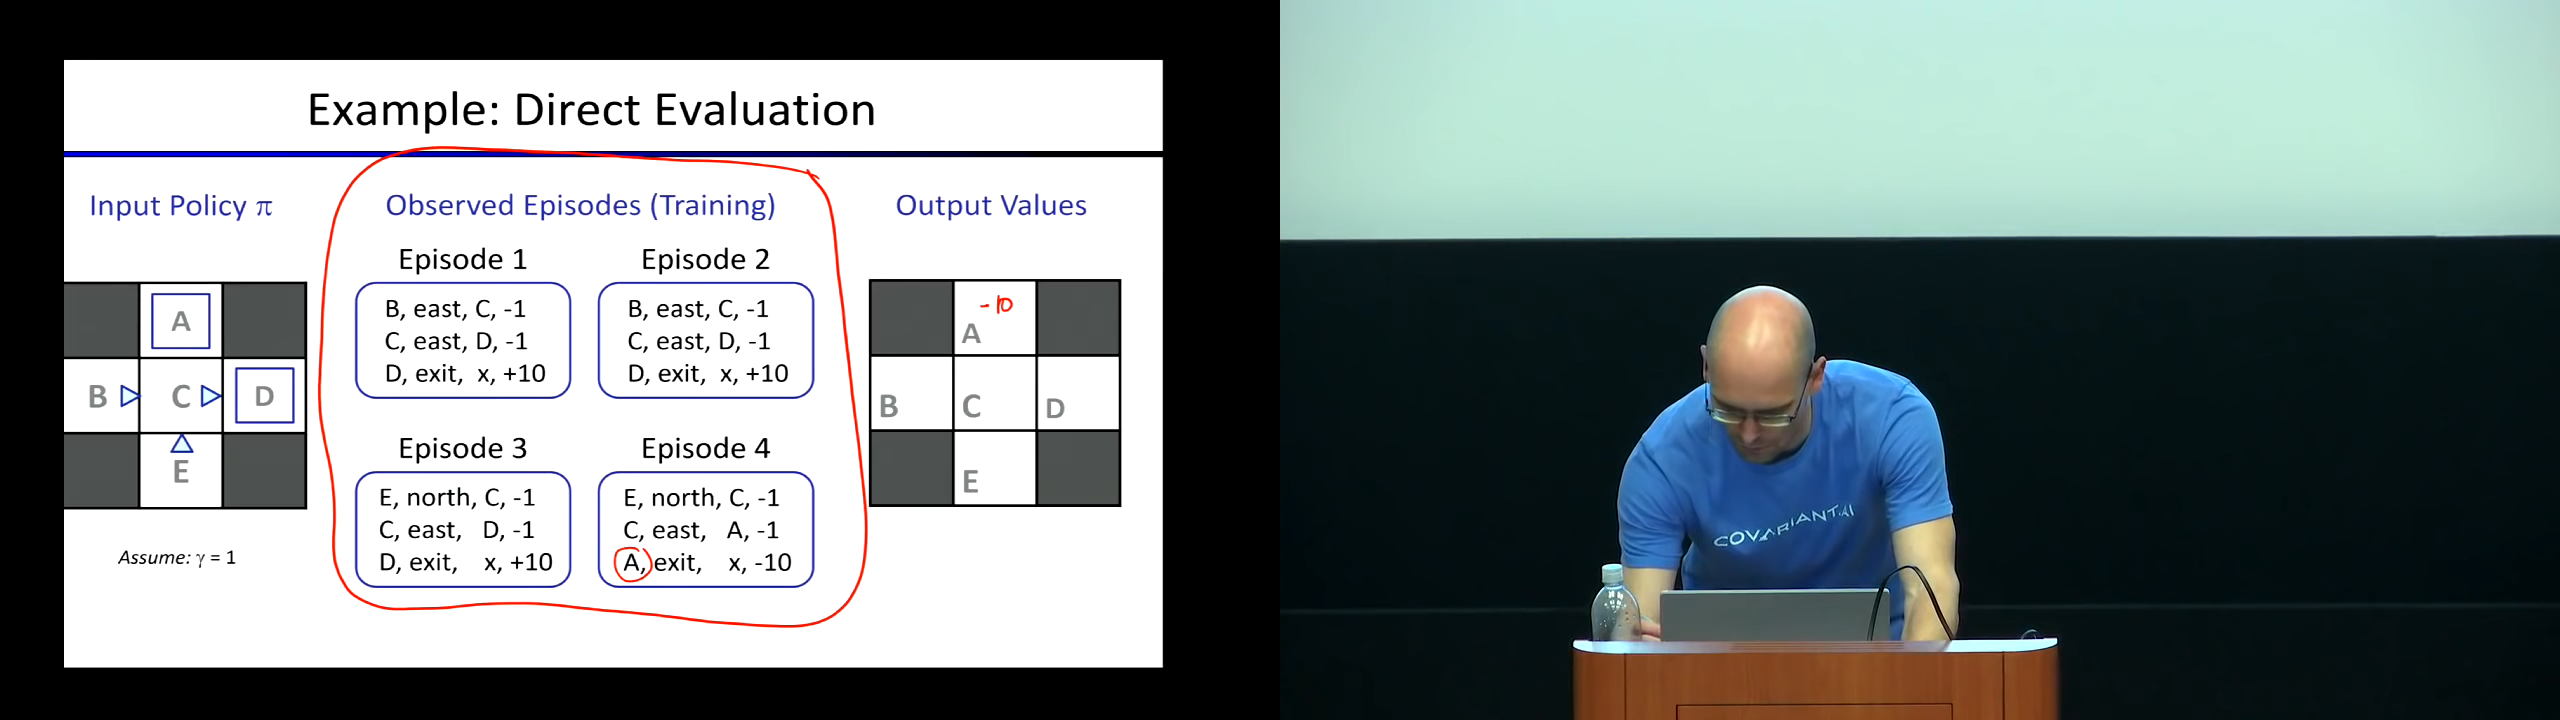 Example: Direct Evaluation
Input Policy π
Observed Episodes (Training)
Output Values
Episode 1
B, east, C, -1
C, east, D, -1
D, exit, x, +10
Episode 2
B, east, C, -1
C, east, D, -1
D, exit, x, +10
Episode 3
E, north, C, -1
C, east, D, -1
D, exit, x, +10
Episode 4
E, north, C, -1
C, east, A, -1
A, exit, x, -10
A
B C D
E
Assume: γ = 1
-10
A
B C D
E
COVARIANT.AI